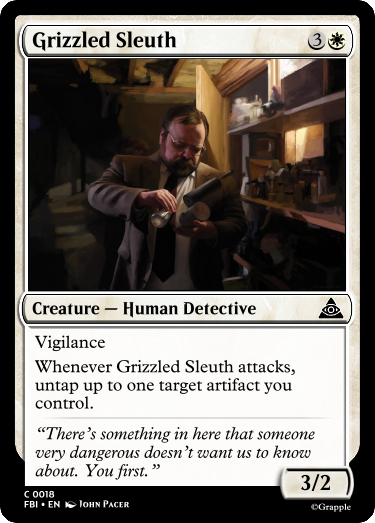 Grizzled Sleuth 3
Creature — Human Detective
Vigilance
Whenever Grizzled Sleuth attacks,
untap up to one target artifact you
control.
“There’s something in here that someone
very dangerous doesn’t want us to know
about. You first.”
3/2
C 0018
FBI • EN John Pacer
©Grapple